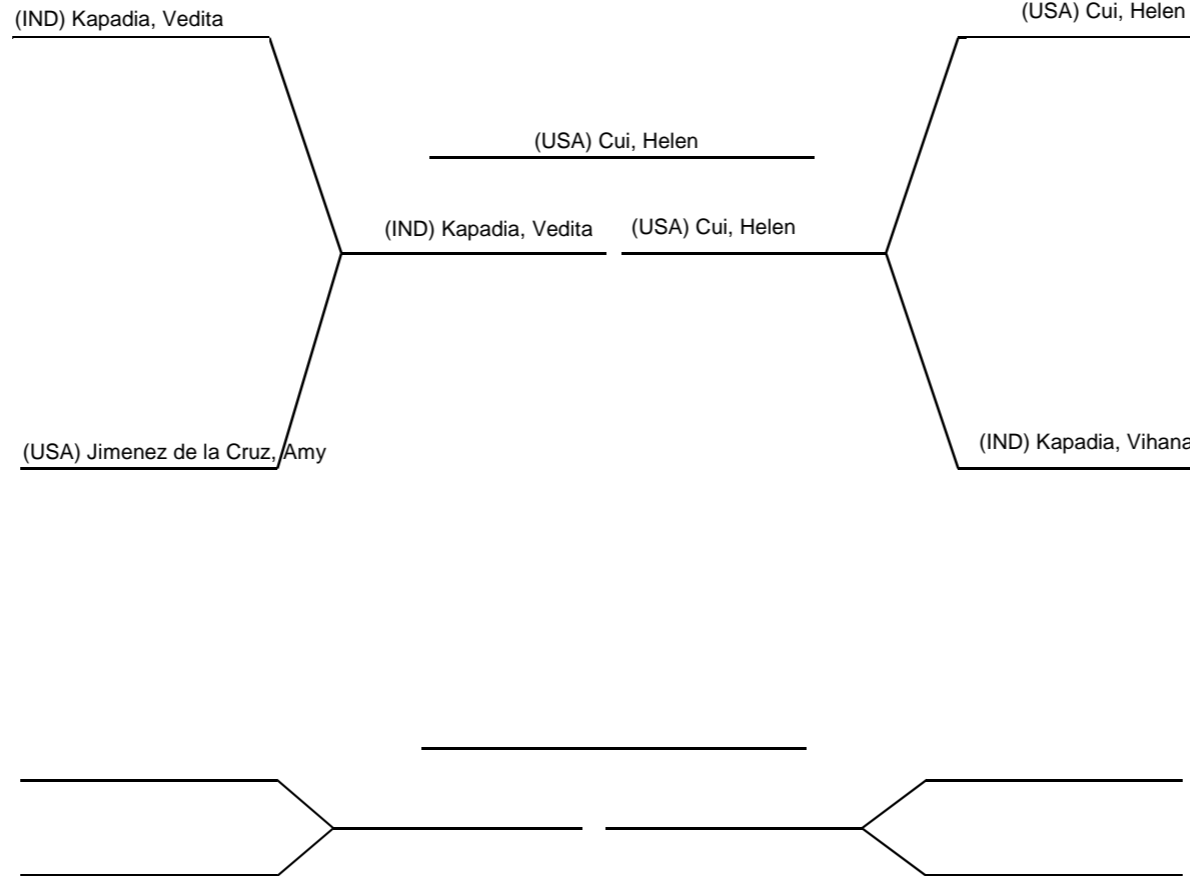 (IND) Kapadia, Vedita
(USA) Cui, Helen
(USA) Cui, Helen
(IND) Kapadia, Vedita
(USA) Cui, Helen
(USA) Jimenez de la Cruz, Amy
(IND) Kapadia, Vihana